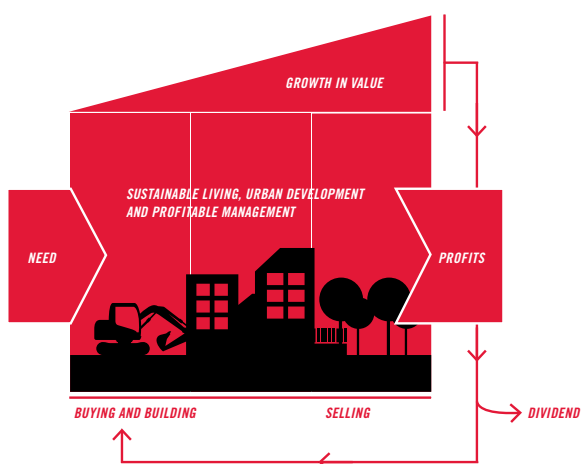 GROWTH IN VALUE
SUSTAINABLE LIVING, URBAN DEVELOPMENT
AND PROFITABLE MANAGEMENT
NEED
PROFITS
BUYING AND BUILDING
SELLING
DIVIDEND